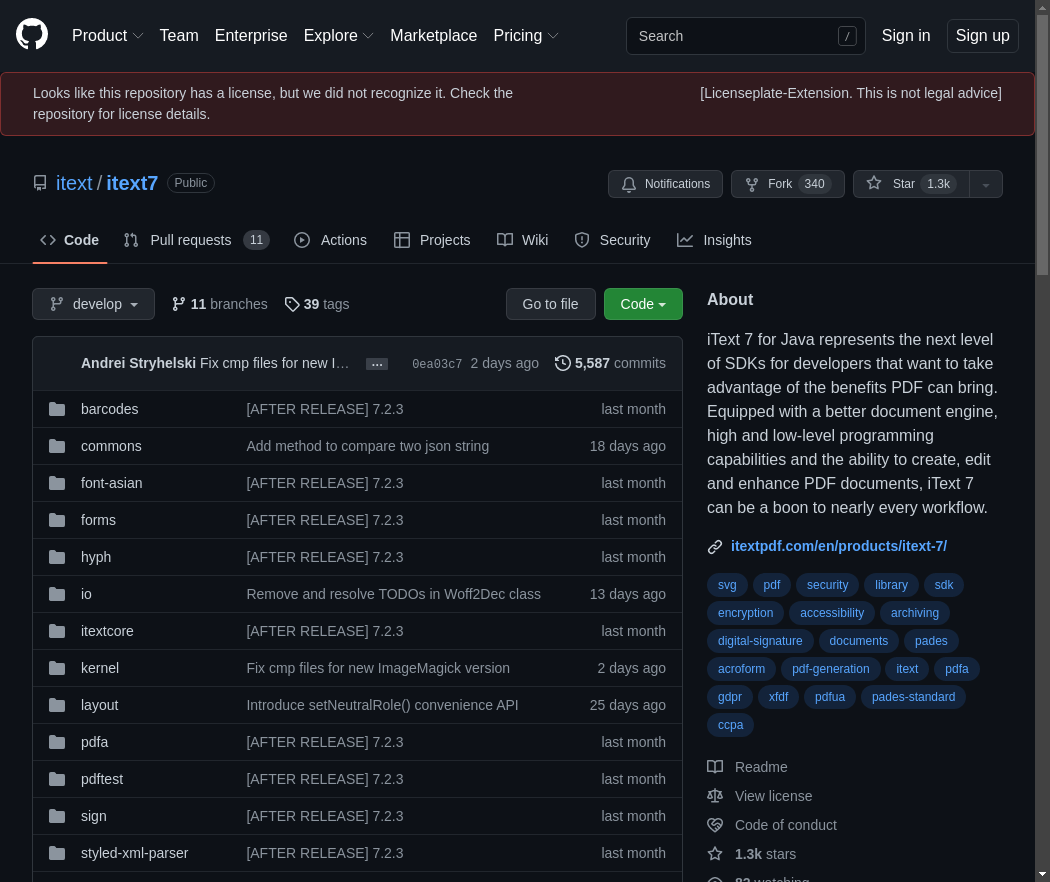 Product Team Enterprise Explore Marketplace Pricing Search / Sign in Sign up
Looks like this repository has a license, but we did not recognize it. Check the [Licenseplate-Extension. This is not legal advice]
repository for license details.
itext / itext7 Public Notifications Fork 340 Star 1.3k
Code Pull requests 11 Actions Projects Wiki Security Insights
develop 11 branches 39 tags Go to file Code
Andrei Stryhelski Fix cmp files for new I… … 0ea03c7 2 days ago 5,587 commits
barcodes [AFTER RELEASE] 7.2.3 last month
commons Add method to compare two json string 18 days ago
font-asian [AFTER RELEASE] 7.2.3 last month
forms [AFTER RELEASE] 7.2.3 last month
hyph [AFTER RELEASE] 7.2.3 last month
io Remove and resolve TODOs in Woff2Dec class 13 days ago
itextcore [AFTER RELEASE] 7.2.3 last month
kernel Fix cmp files for new ImageMagick version 2 days ago
layout Introduce setNeutralRole() convenience API 25 days ago
pdfa [AFTER RELEASE] 7.2.3 last month
pdftest [AFTER RELEASE] 7.2.3 last month
sign [AFTER RELEASE] 7.2.3 last month
styled-xml-parser [AFTER RELEASE] 7.2.3 last month
About
iText 7 for Java represents the next level
of SDKs for developers that want to take
advantage of the benefits PDF can bring.
Equipped with a better document engine,
high and low-level programming
capabilities and the ability to create, edit
and enhance PDF documents, iText 7
can be a boon to nearly every workflow.
itextpdf.com/en/products/itext-7/
svg pdf security library sdk
encryption accessibility archiving
digital-signature documents pades
acroform pdf-generation itext pdfa
gdpr xfdf pdfua pades-standard
ccpa
Readme
View license
Code of conduct
1.3k stars
82 watching